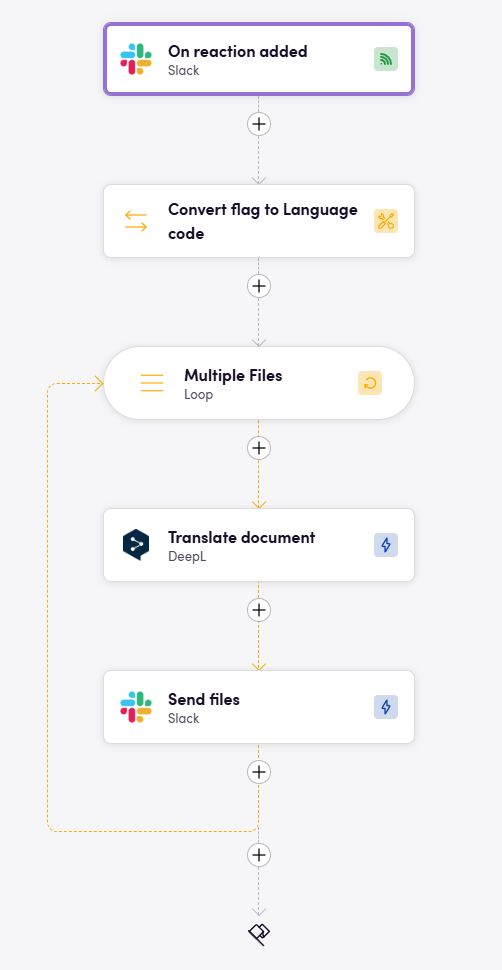 On reaction added
Slack
Convert flag to Language
code
Multiple Files
Loop
Translate document
DeepL
Send files
Slack